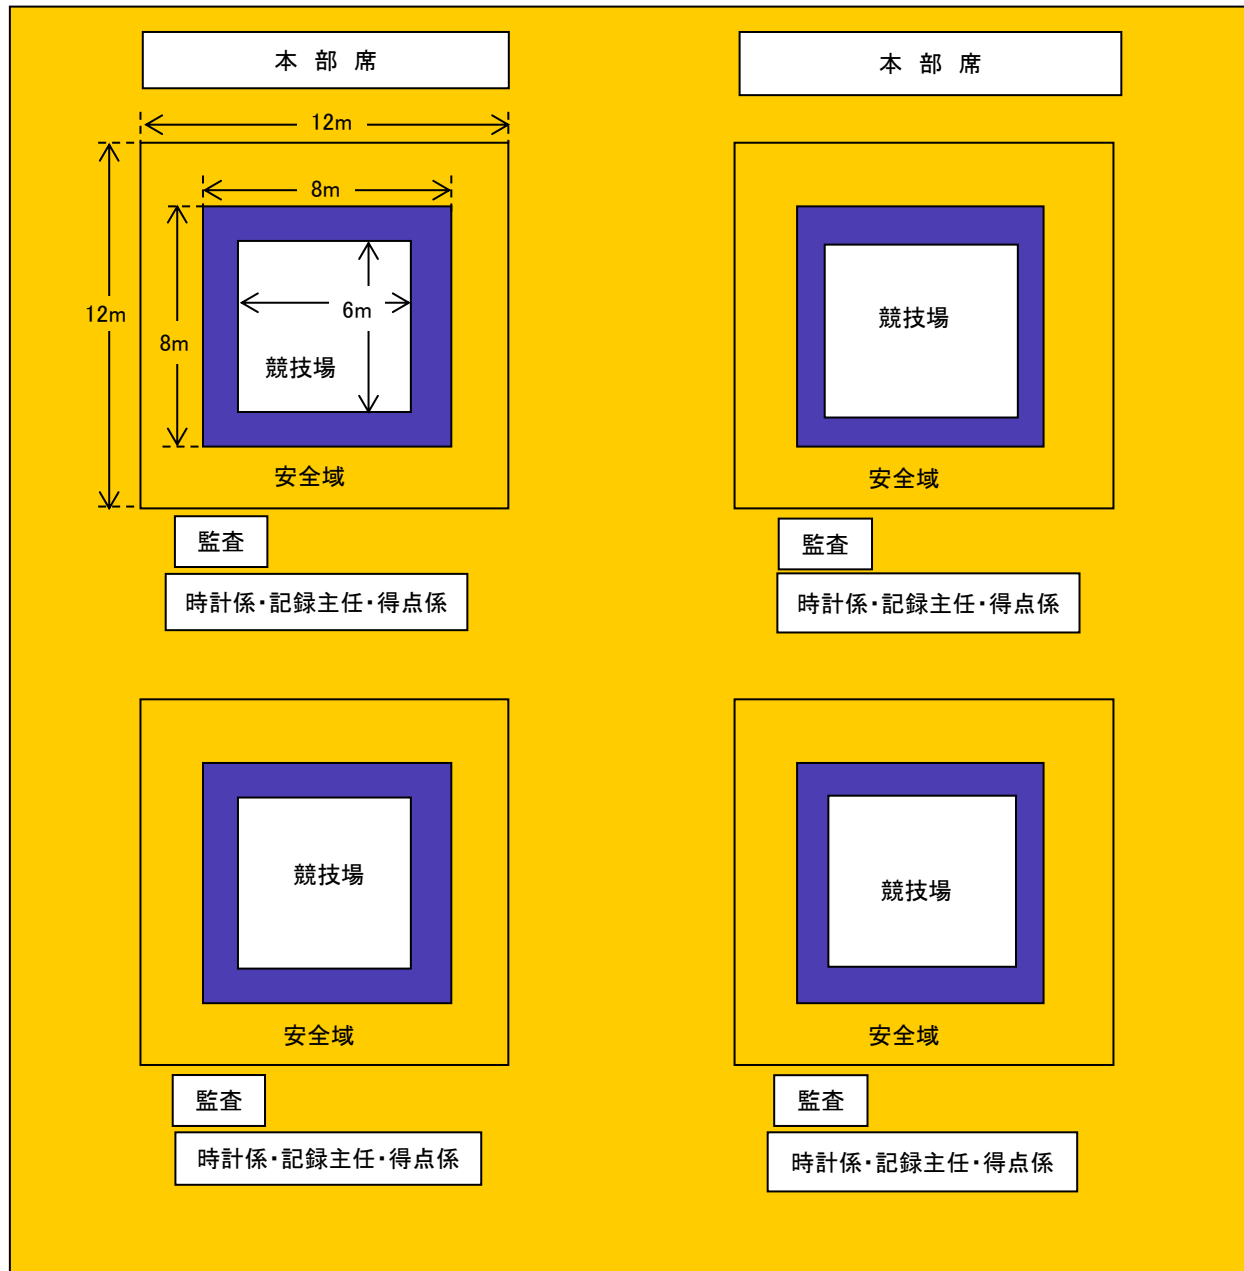 本 部 席
本 部 席
12m
8m
12m
8m
6m
競技場
安全域
競技場
安全域
監査
時計係・記録主任・得点係
監査
時計係・記録主任・得点係
競技場
安全域
競技場
安全域
監査
時計係・記録主任・得点係
監査
時計係・記録主任・得点係